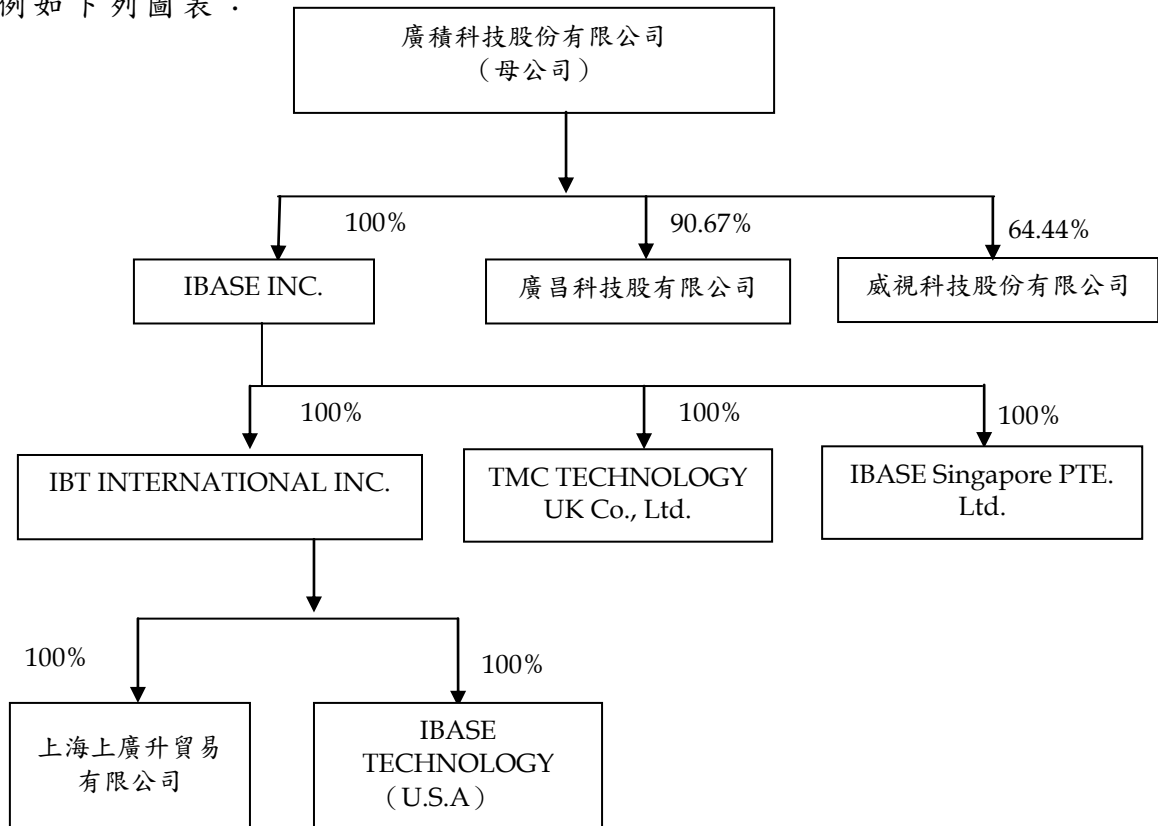 例如下列圖表：
廣積科技股份有限公司
（母公司）
100%
90.67%
64.44%
IBASE INC.
廣昌科技股有限公司
威視科技股份有限公司
100%
100%
100%
IBT INTERNATIONAL INC.
TMC TECHNOLOGY
UK Co., Ltd.
IBASE Singapore PTE.
Ltd.
100%
100%
上海上廣升貿易
有限公司
IBASE
TECHNOLOGY
（U.S.A）